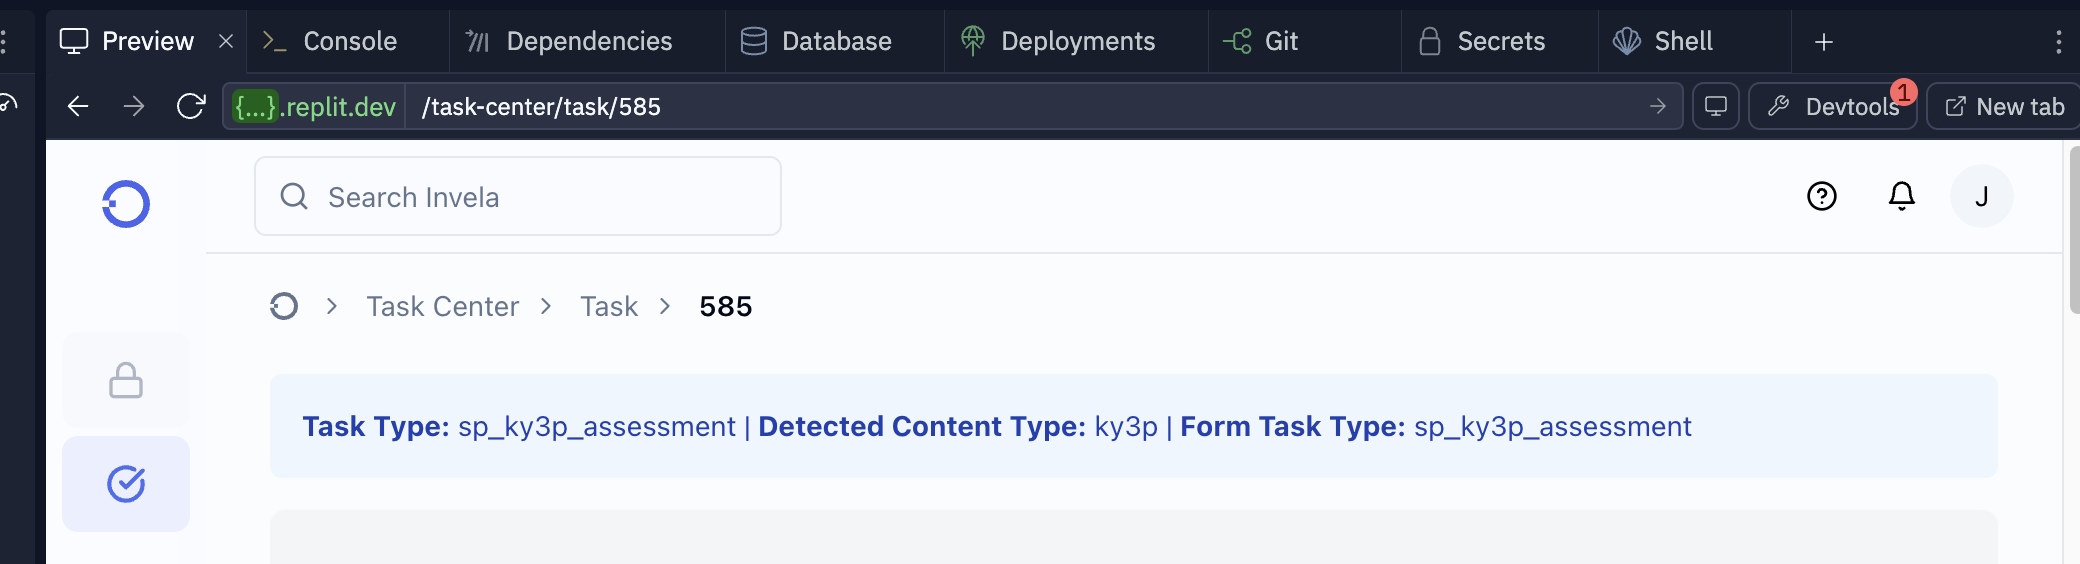 Preview
Console
Dependencies
Database
Deployments
Git
Secrets
Shell
{...}.replit.dev
/task-center/task/585
Devtools
1
New tab
Search Invela
J
Task Center
Task
585
Task Type: sp_ky3p_assessment | Detected Content Type: ky3p | Form Task Type: sp_ky3p_assessment